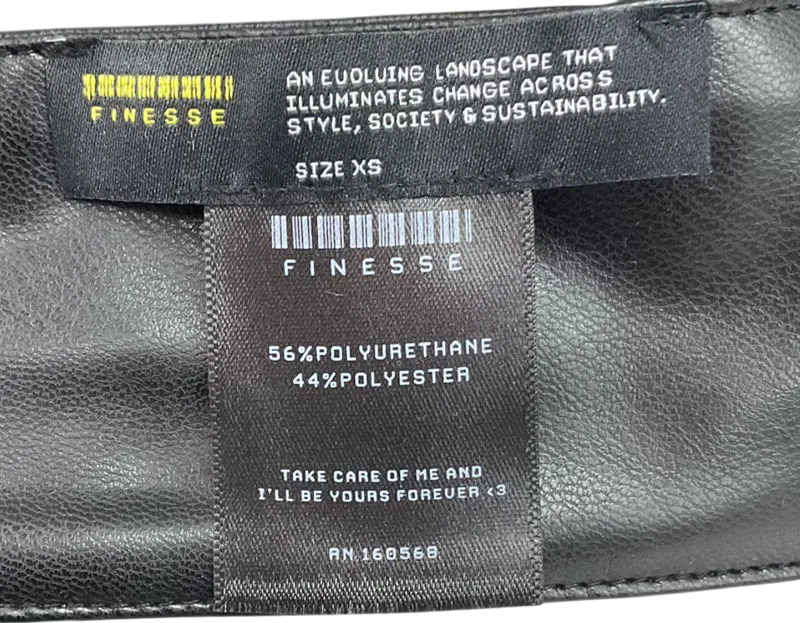 FINESSE
AN EVOLVING LANDSCAPE THAT
ILLUMINATES CHANGE ACROSS
STYLE, SOCIETY & SUSTAINABILITY.
SIZE XS
FINESSE
56%POLYURETHANE
44%POLYESTER
TAKE CARE OF ME AND
I'LL BE YOURS FOREVER <3
RN 160568